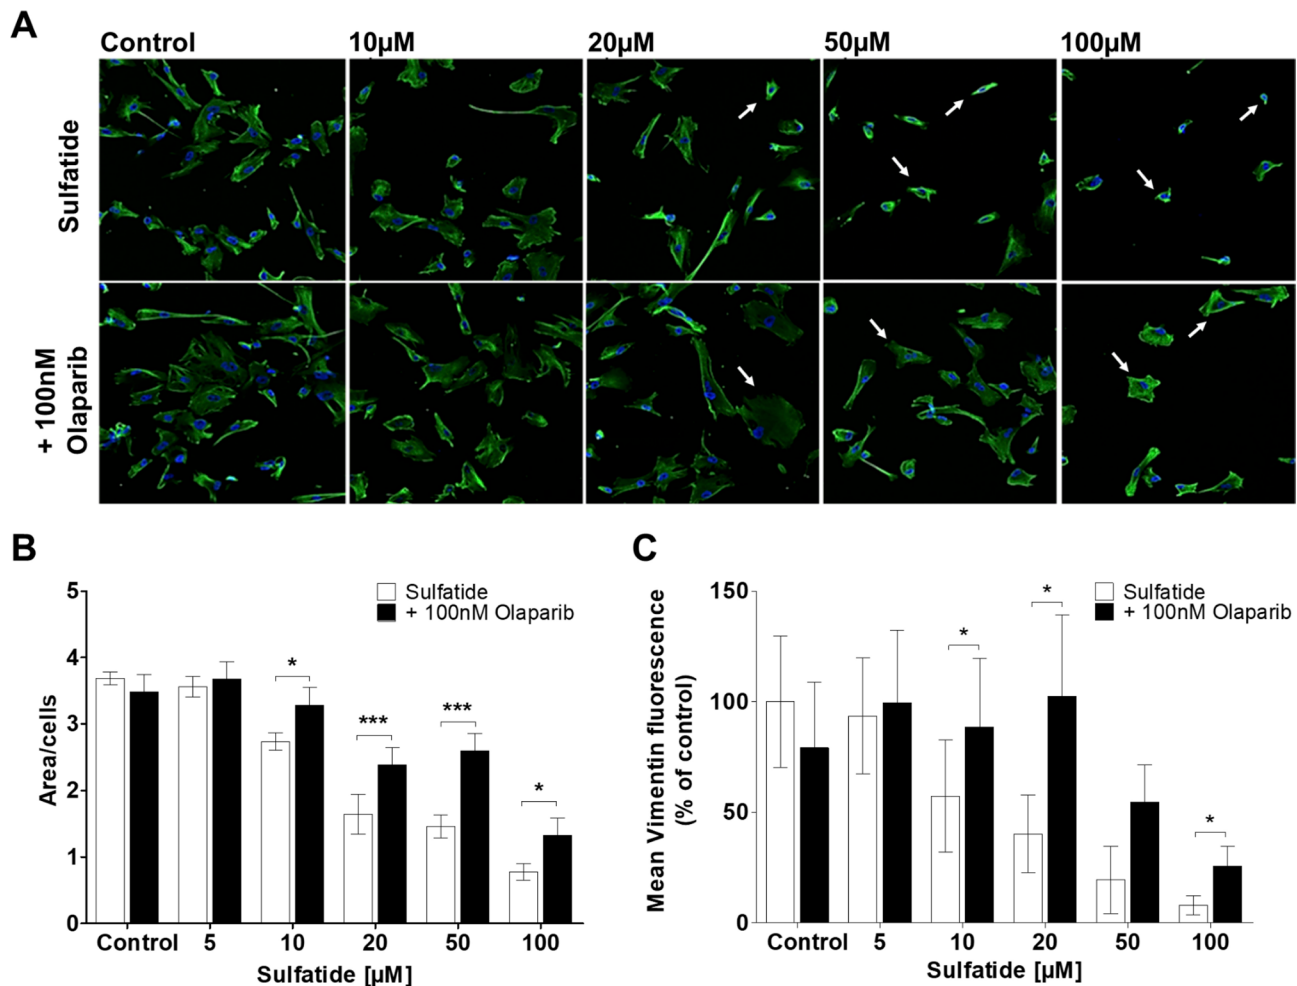 A
Control 10µM 20µM 50µM 100µM
Sulfatide
+ 100nM
Olaparib
B
Sulfatide
+ 100nM Olaparib
5
4
3
2
1
0
Area/cells
* *** *** *
Control 5 10 20 50 100
Sulfatide [µM]
C
Sulfatide
+ 100nM Olaparib
150
100
50
0
Mean Vimentin fluorescence
(% of control)
* * *
Control 5 10 20 50 100
Sulfatide [µM]